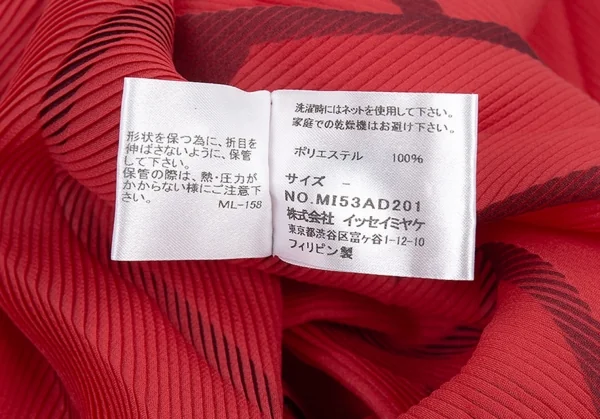 形状を保つ為に、折目を
伸ばさないように、保管
して下さい。
保管の際は、熱・圧力が
かからない様にご注意下
さい。
ML-158
洗濯時にはネットを使用して下さい。
家庭での乾燥機はお避け下さい。
ポリエステル 100%
サイズ -
NO.MI53AD201
株式会社 イッセイミヤケ
東京都渋谷区富ヶ谷1-12-10
フィリピン製